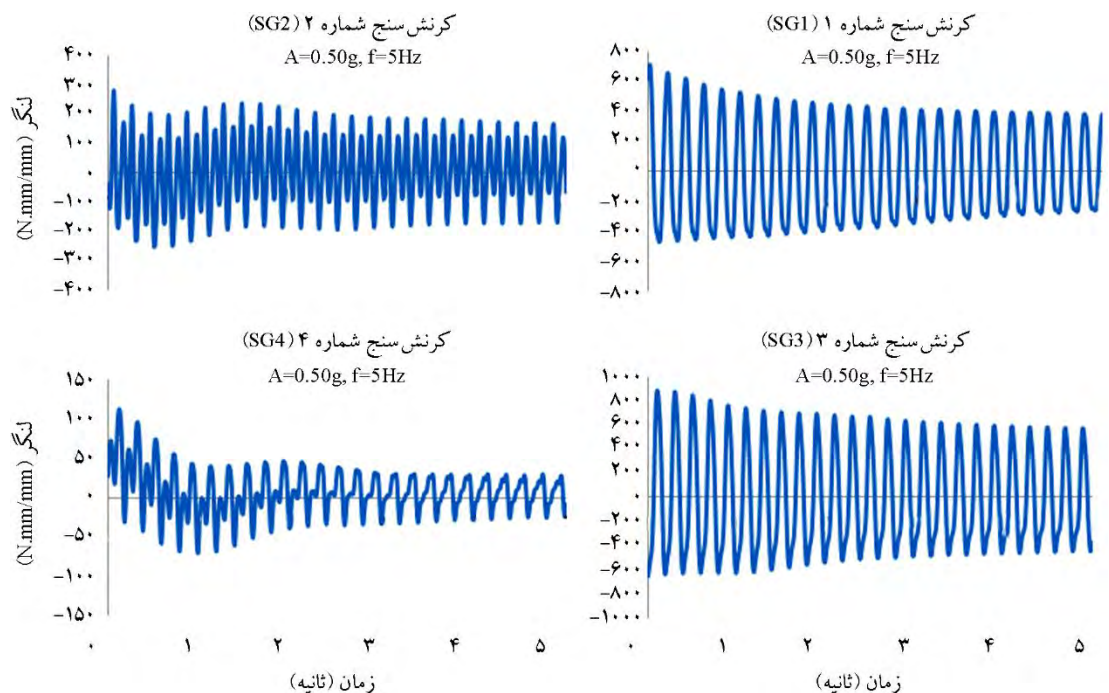 کرنش‌سنج شماره ۱ (SG1)
A=0.50g, f=5Hz
۸۰۰
۶۰۰
۴۰۰
۲۰۰
۰
-۲۰۰
-۴۰۰
-۶۰۰
-۸۰۰
کرنش‌سنج شماره ۲ (SG2)
A=0.50g, f=5Hz
لنگر (N.mm/mm)
۴۰۰
۳۰۰
۲۰۰
۱۰۰
۰
-۱۰۰
-۲۰۰
-۳۰۰
-۴۰۰
کرنش‌سنج شماره ۳ (SG3)
A=0.50g, f=5Hz
۱۰۰۰
۸۰۰
۶۰۰
۴۰۰
۲۰۰
۰
-۲۰۰
-۴۰۰
-۶۰۰
-۸۰۰
-۱۰۰۰
۰ ۱ ۲ ۳ ۴ ۵
زمان (ثانیه)
کرنش‌سنج شماره ۴ (SG4)
A=0.50g, f=5Hz
لنگر (N.mm/mm)
۱۵۰
۱۰۰
۵۰
۰
-۵۰
-۱۰۰
-۱۵۰
۰ ۱ ۲ ۳ ۴ ۵
زمان (ثانیه)